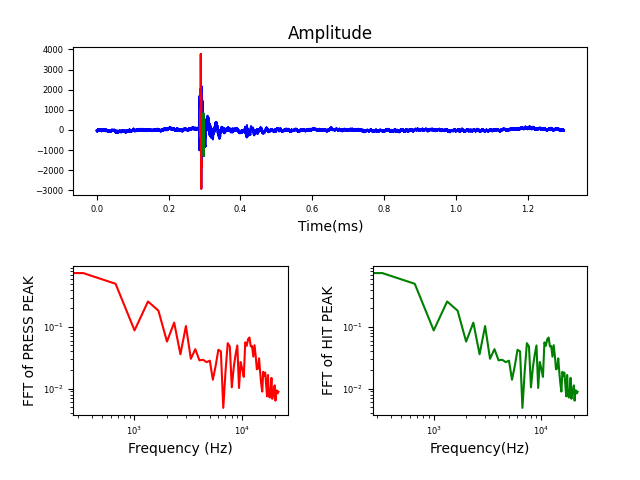 Amplitude
4000
3000
2000
1000
0
−1000
−2000
−3000
0.0 0.2 0.4 0.6 0.8 1.0 1.2
Time(ms)
FFT of PRESS PEAK
10⁻¹
10⁻²
10³ 10⁴
Frequency (Hz)
FFT of HIT PEAK
10⁻¹
10⁻²
10³ 10⁴
Frequency(Hz)